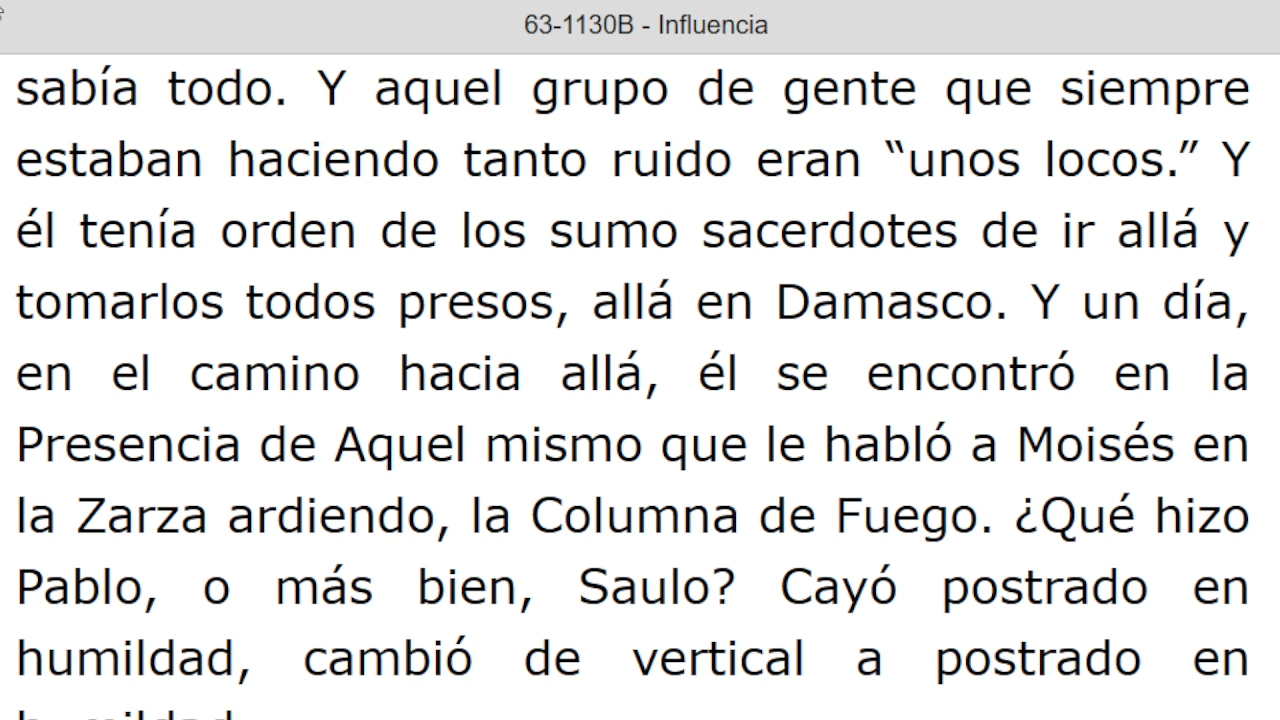 63-1130B - Influencia
sabía todo. Y aquel grupo de gente que siempre
estaban haciendo tanto ruido eran “unos locos.” Y
él tenía orden de los sumo sacerdotes de ir allá y
tomarlos todos presos, allá en Damasco. Y un día,
en el camino hacia allá, él se encontró en la
Presencia de Aquel mismo que le habló a Moisés en
la Zarza ardiendo, la Columna de Fuego. ¿Qué hizo
Pablo, o más bien, Saulo? Cayó postrado en
humildad, cambió de vertical a postrado en